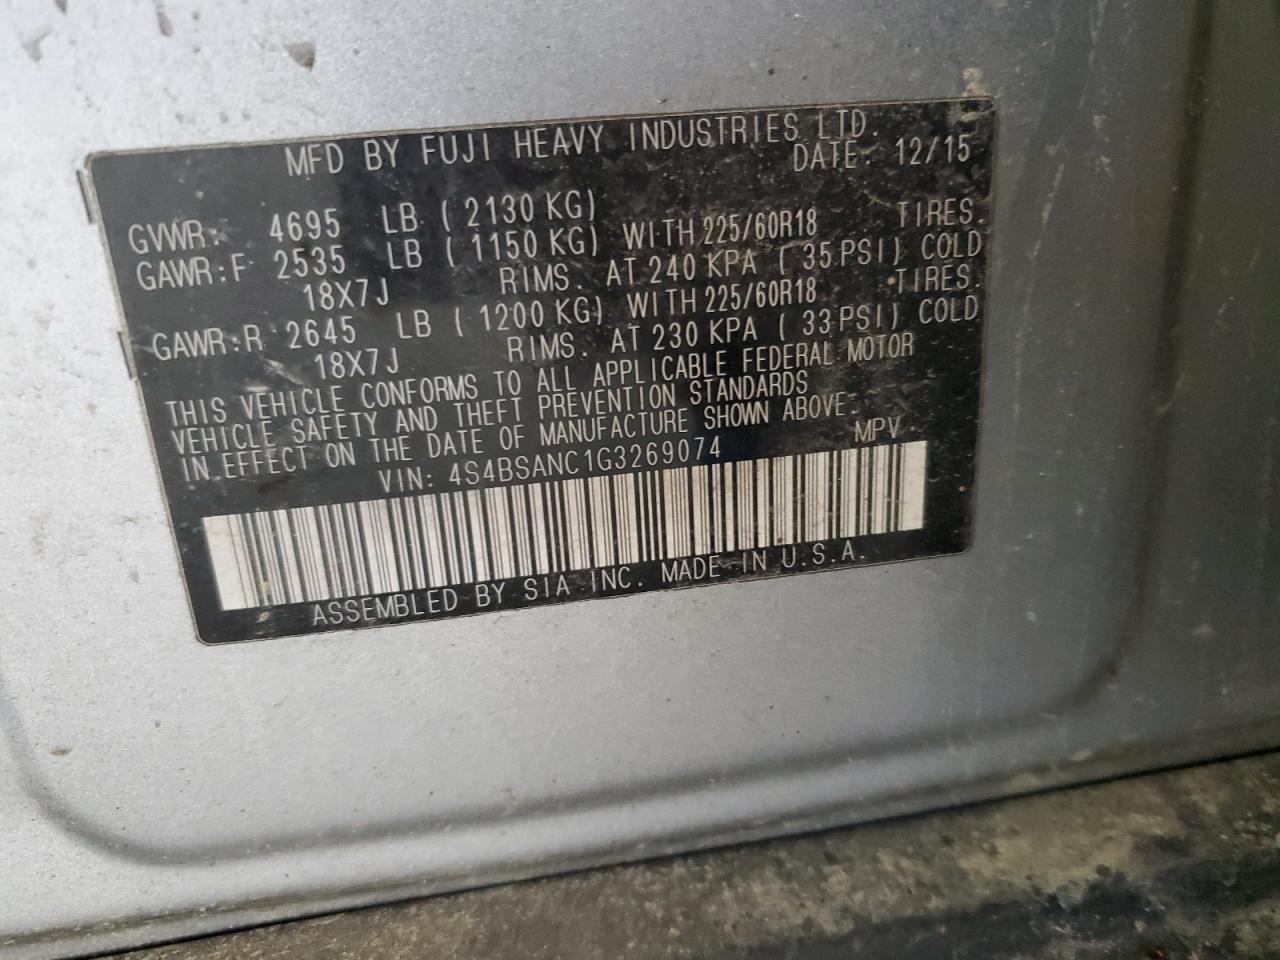 MFD BY FUJI HEAVY INDUSTRIES LTD.
DATE: 12/15
GVWR: 4695 LB (2130 KG)
GAWR:F 2535 LB (1150 KG) WITH 225/60R18 TIRES.
18X7J RIMS. AT 240 KPA (35 PSI) COLD
GAWR:R 2645 LB (1200 KG) WITH 225/60R18 TIRES.
18X7J RIMS. AT 230 KPA (33 PSI) COLD
THIS VEHICLE CONFORMS TO ALL APPLICABLE FEDERAL MOTOR
VEHICLE SAFETY AND THEFT PREVENTION STANDARDS
IN EFFECT ON THE DATE OF MANUFACTURE SHOWN ABOVE
VIN: 4S4BSANC1G3269074 MPV
ASSEMBLED BY SIA INC. MADE IN U.S.A.